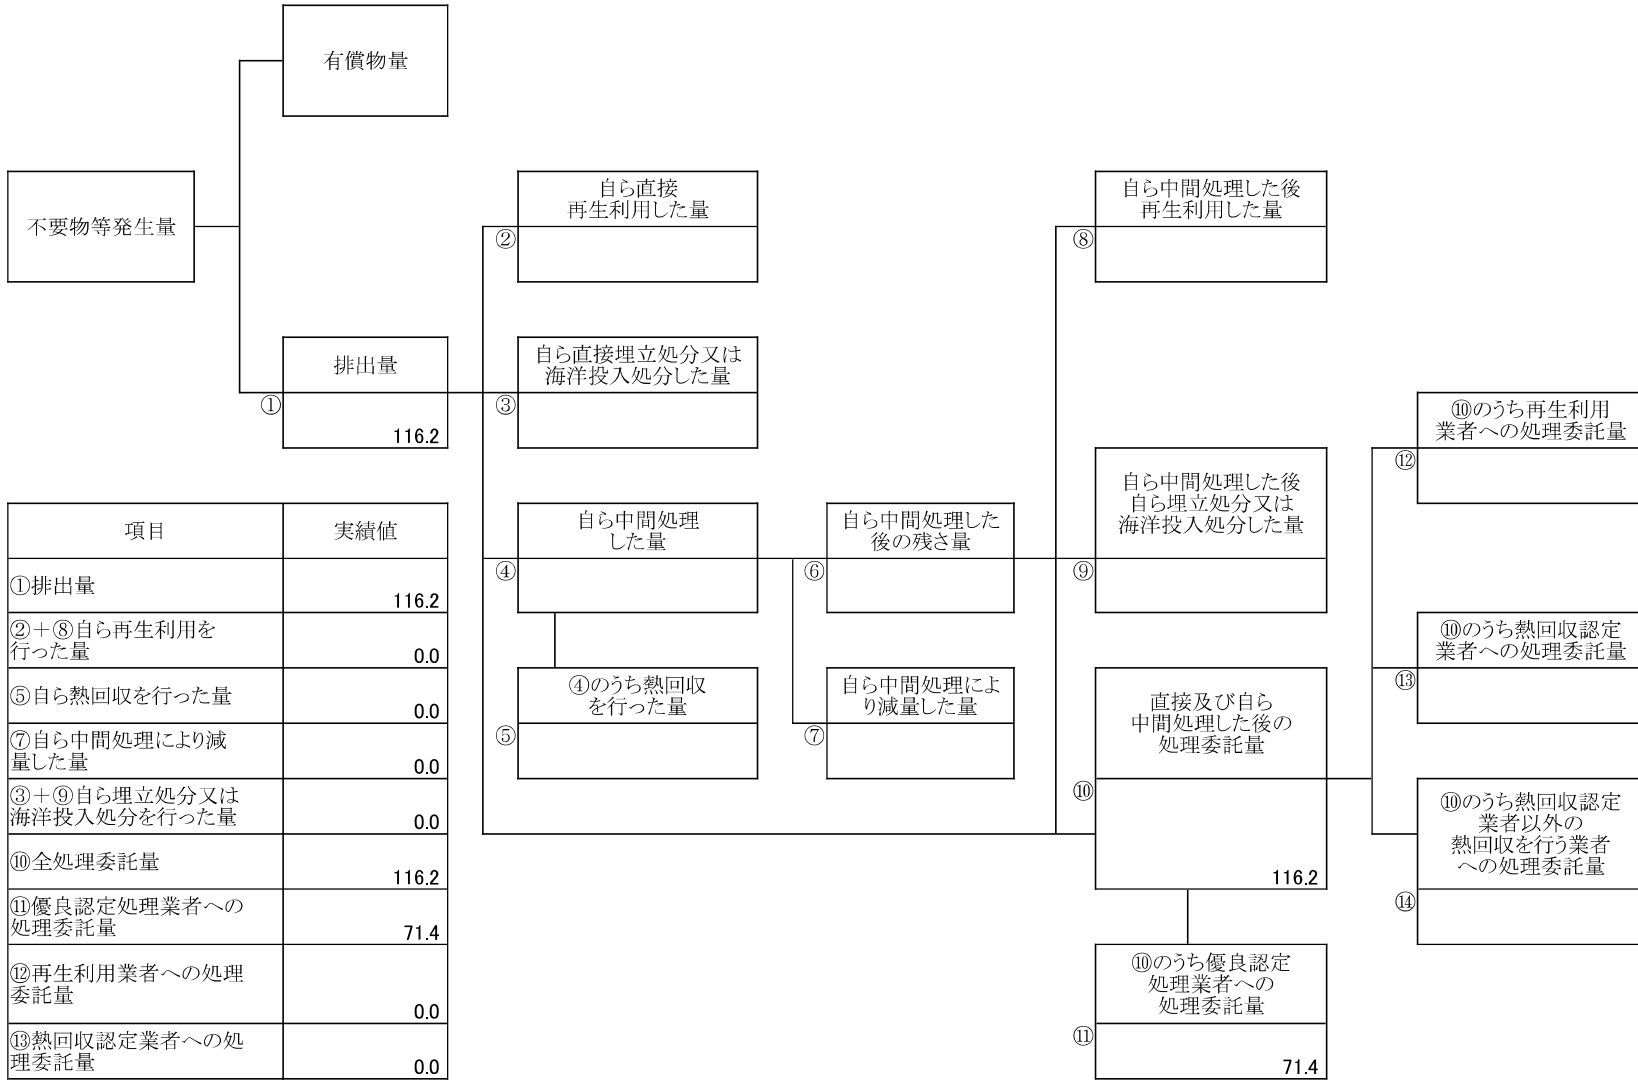 有償物量
不要物等発生量
自ら直接
再生利用した量
②
自ら中間処理した後
再生利用した量
⑧
排出量
①
116.2
自ら直接埋立処分又は
海洋投入処分した量
③
⑩のうち再生利用
業者への処理委託量
⑫
自ら中間処理
した量
④
自ら中間処理した
後の残さ量
⑥
自ら中間処理した後
自ら埋立処分又は
海洋投入処分した量
⑨
⑩のうち熱回収認定
業者への処理委託量
⑬
④のうち熱回収
を行った量
⑤
自ら中間処理によ
り減量した量
⑦
直接及び自ら
中間処理した後の
処理委託量
⑩
116.2
⑩のうち熱回収認定
業者以外の
熱回収を行う業者
への処理委託量
⑭
⑩のうち優良認定
処理業者への
処理委託量
⑪
71.4
項目 実績値
①排出量
116.2
②＋⑧自ら再生利用を
行った量
0.0
⑤自ら熱回収を行った量
0.0
⑦自ら中間処理により減
量した量
0.0
③＋⑨自ら埋立処分又は
海洋投入処分を行った量
0.0
⑩全処理委託量
116.2
⑪優良認定処理業者への
処理委託量
71.4
⑫再生利用業者への処理
委託量
0.0
⑬熱回収認定業者への処
理委託量
0.0